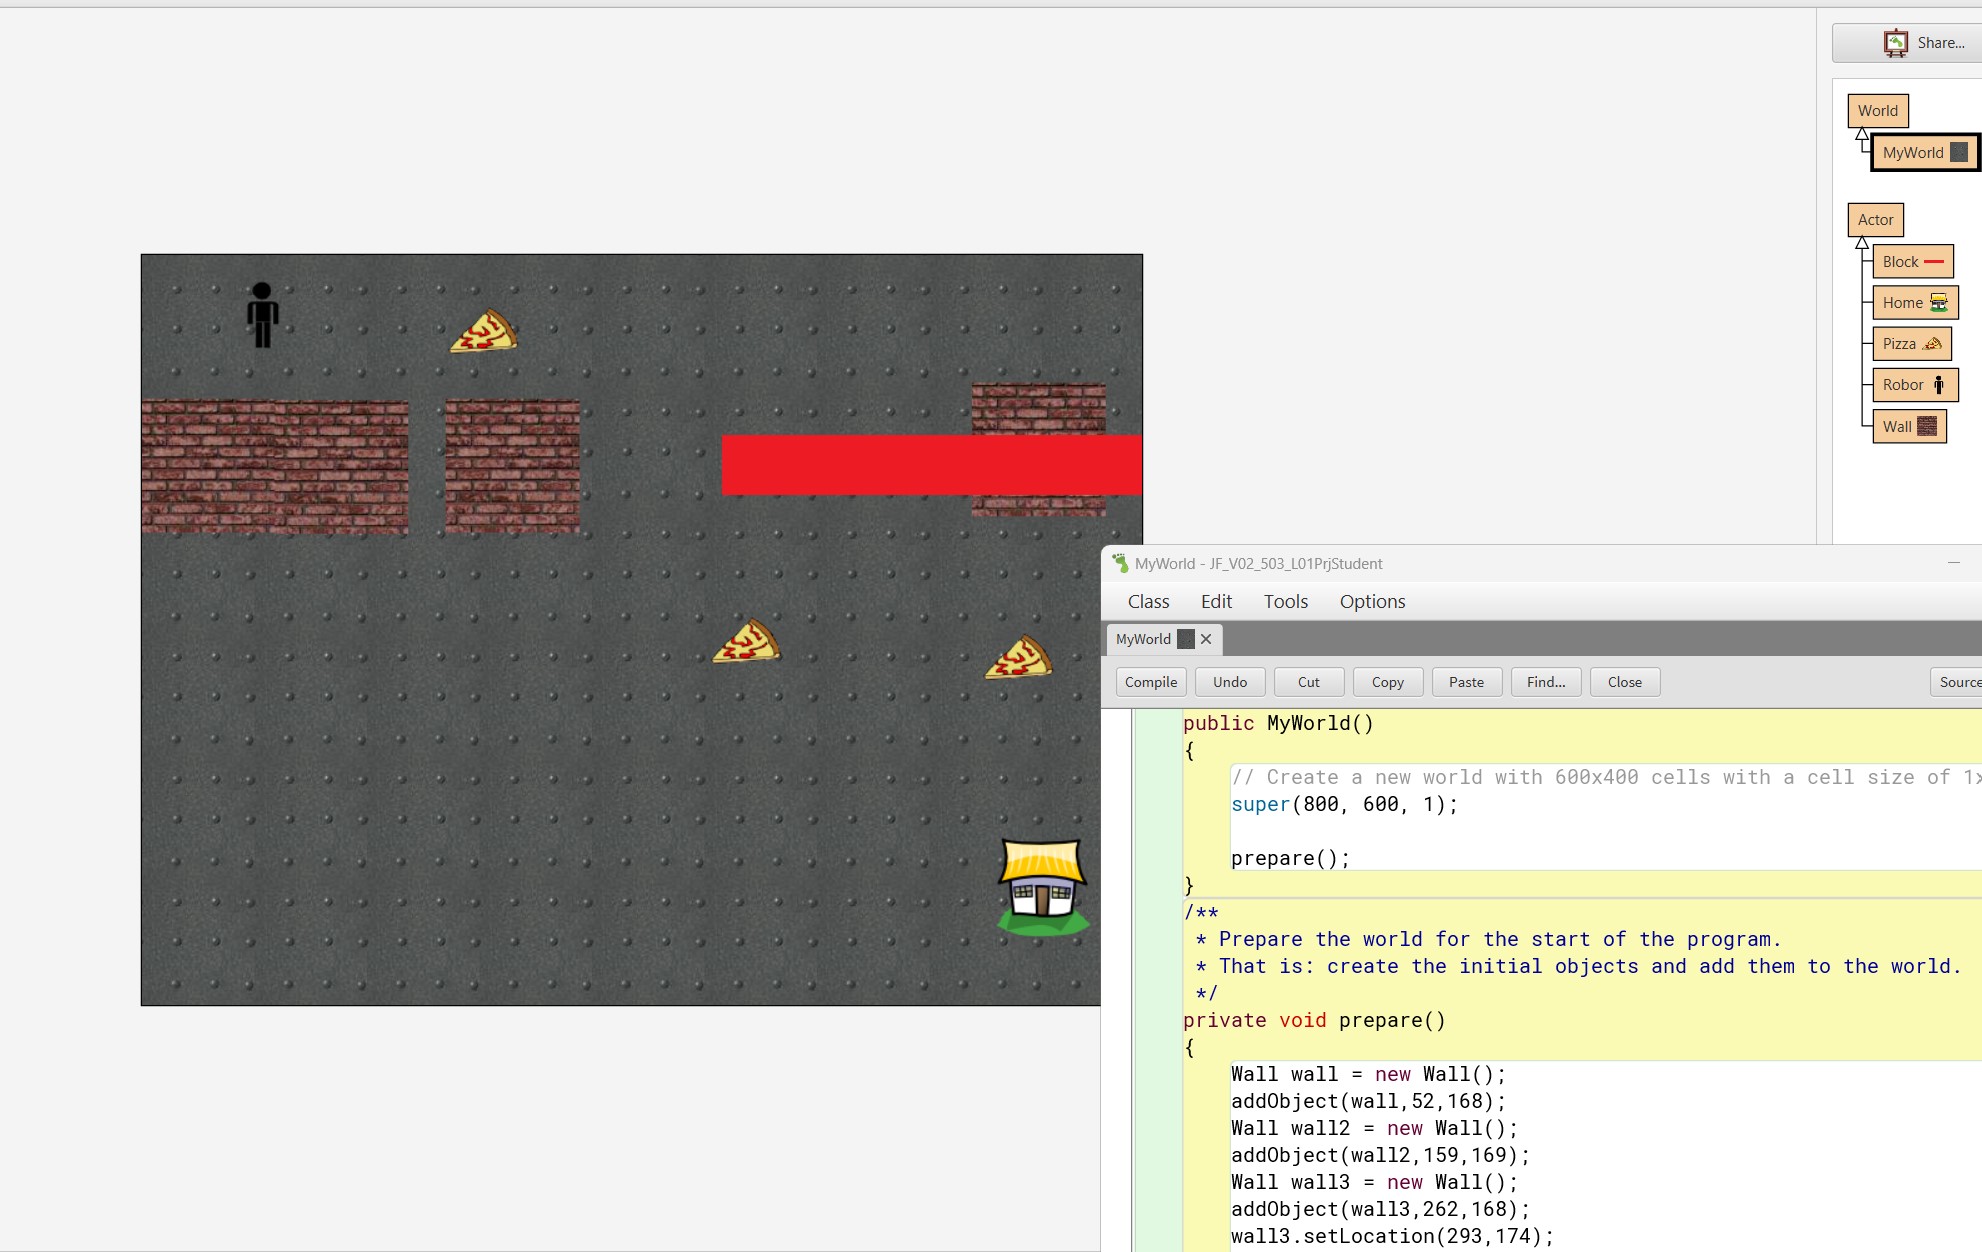 Share...
World
MyWorld
Actor
Block
Home
Pizza
Robor
Wall
MyWorld - JF_V02_503_L01PrjStudent
Class Edit Tools Options
MyWorld
Compile Undo Cut Copy Paste Find... Close Source
public MyWorld()
{
// Create a new world with 600x400 cells with a cell size of 1x
super(800, 600, 1);
prepare();
}
/**
* Prepare the world for the start of the program.
* That is: create the initial objects and add them to the world.
*/
private void prepare()
{
Wall wall = new Wall();
addObject(wall,52,168);
Wall wall2 = new Wall();
addObject(wall2,159,169);
Wall wall3 = new Wall();
addObject(wall3,262,168);
wall3.setLocation(293,174);